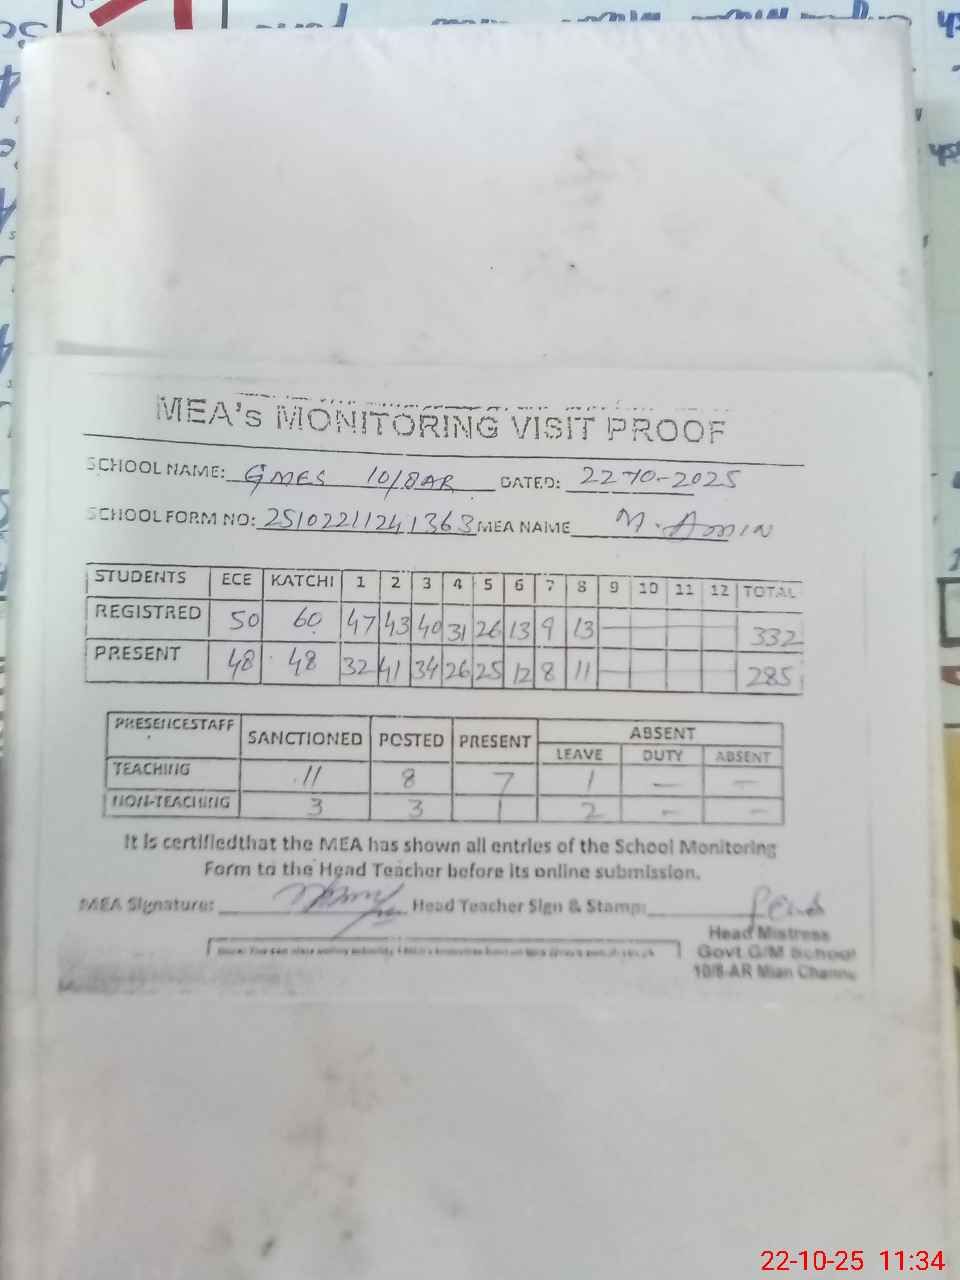 MEA's MONITORING VISIT PROOF
SCHOOL NAME: GMES 10/8AR DATED: 22-10-2025
SCHOOL FORM NO: 25102211241363 MEA NAME M. Amin
STUDENTS ECE KATCHI 1 2 3 4 5 6 7 8 9 10 11 12 TOTAL
REGISTRED 50 60 47 43 40 31 26 13 9 13 — — — — 332
PRESENT 48 48 32 41 34 26 25 12 8 11 — — — — 285
PRESENCESTAFF SANCTIONED POSTED PRESENT ABSENT
LEAVE DUTY ABSENT
TEACHING 11 8 7 1 — —
NON-TEACHING 3 3 1 2 — —
It is certifiedthat the MEA has shown all entries of the School Monitoring
Form to the Head Teacher before its online submission.
MEA Signature: Head Teacher Sign & Stamp:
Head Mistress
Govt G/M School
10/8-AR Mian Channu
22-10-25 11:34